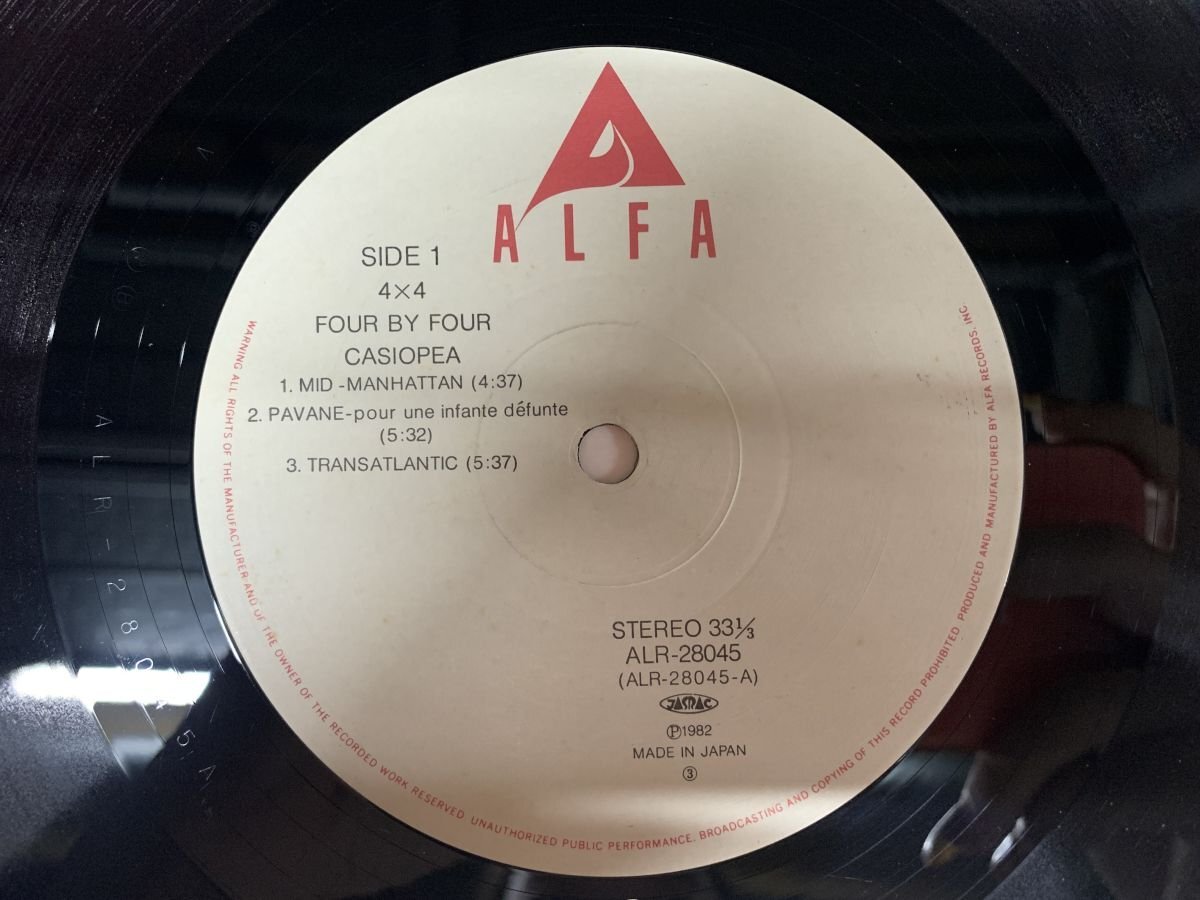 ALFA
SIDE 1
4×4
FOUR BY FOUR
CASIOPEA
1. MID-MANHATTAN (4:37)
2. PAVANE-pour une infante défunte
(5:32)
3. TRANSATLANTIC (5:37)
STEREO 33⅓
ALR-28045
(ALR-28045-A)
JASRAC
Ⓟ1982
MADE IN JAPAN
③
WARNING ALL RIGHTS OF THE MANUFACTURER AND OF THE OWNER OF THE RECORDED WORK RESERVED. UNAUTHORIZED PUBLIC PERFORMANCE. BROADCASTING AND COPYING OF THIS RECORD PROHIBITED. PRODUCED AND MANUFACTURED BY ALFA RECORDS, INC.
ALR-28045A